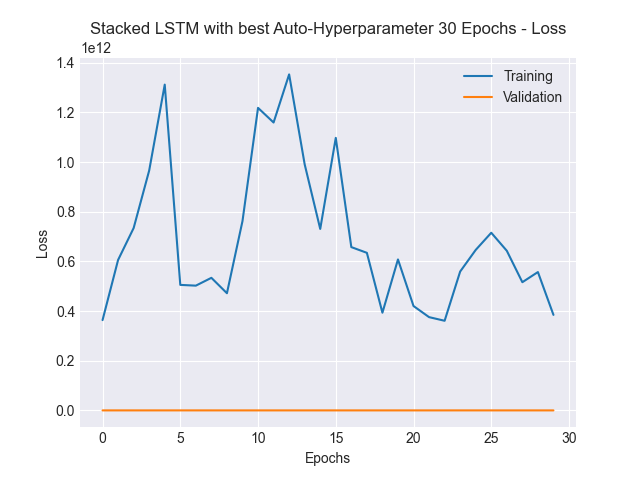 Stacked LSTM with best Auto-Hyperparameter 30 Epochs - Loss
1e12
1.4
1.2
1.0
0.8
0.6
0.4
0.2
0.0
Loss
Training
Validation
0 5 10 15 20 25 30
Epochs